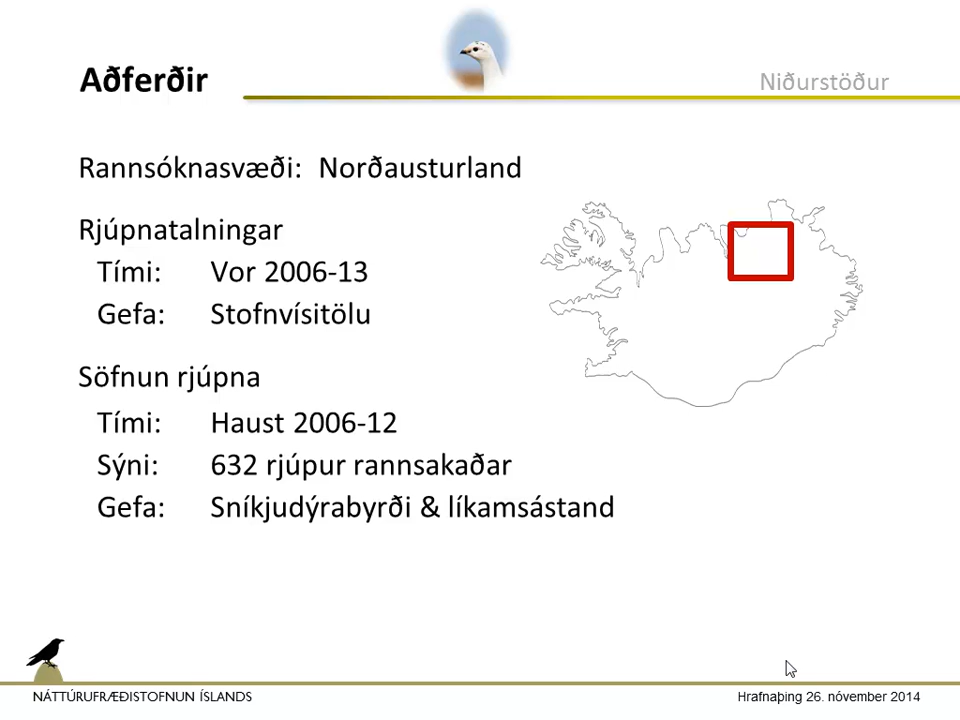 Aðferðir
Niðurstöður
Rannsóknasvæði: Norðausturland
Rjúpnatalningar
Tími: Vor 2006-13
Gefa: Stofnvísitölu
Söfnun rjúpna
Tími: Haust 2006-12
Sýni: 632 rjúpur rannsakaðar
Gefa: Sníkjudýrabyrði & líkamsástand
NÁTTÚRUFRÆÐISTOFNUN ÍSLANDS
Hrafnaþing 26. nóvember 2014